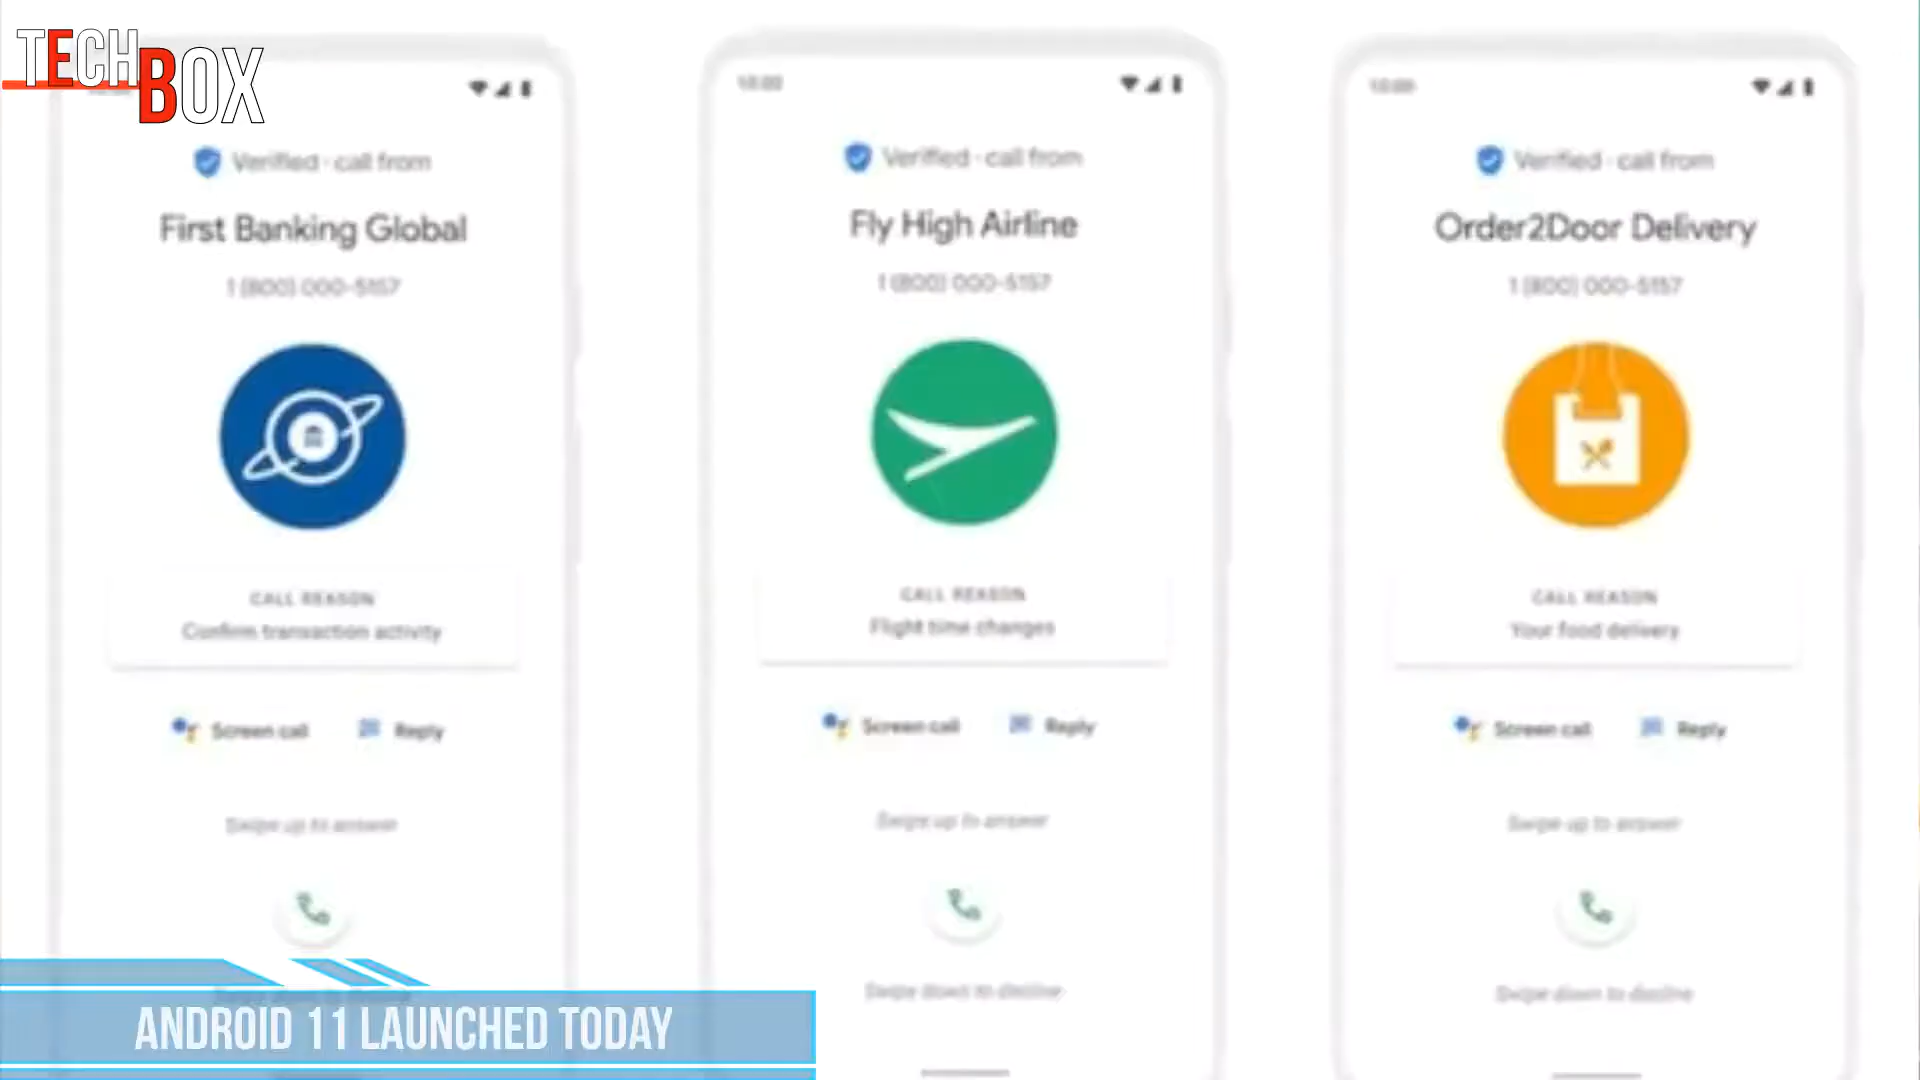 TECHBOX
Verified · call from
First Banking Global
1 (800) 000-5157
CALL REASON
Confirm transaction activity
Screen call
Reply
Swipe up to answer
10:00
Verified · call from
Fly High Airline
1 (800) 000-5157
CALL REASON
Flight time changes
Screen call
Reply
Swipe up to answer
Swipe down to decline
10:00
Verified · call from
Order2Door Delivery
1 (800) 000-5157
CALL REASON
Your food delivery
Screen call
Reply
Swipe up to answer
Swipe down to decline
ANDROID 11 LAUNCHED TODAY